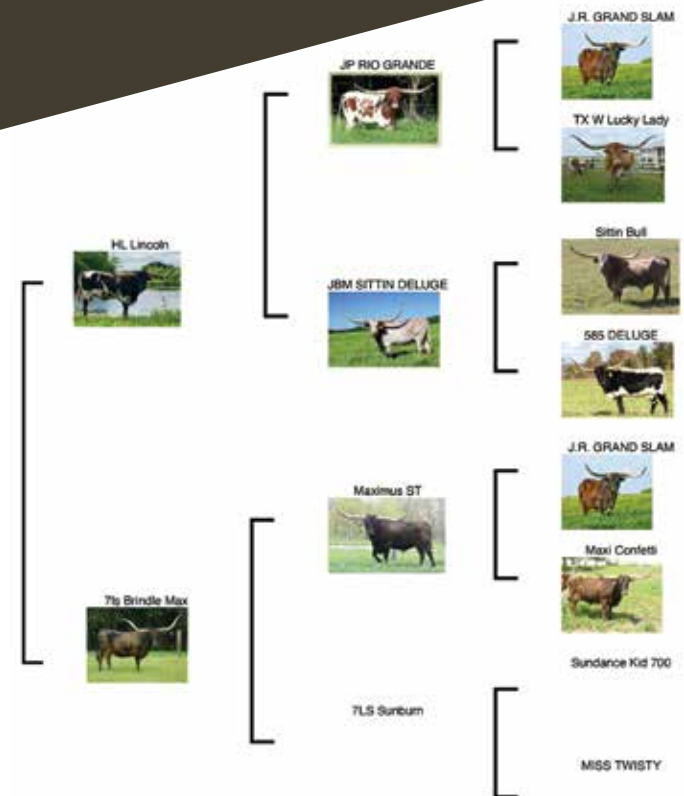 J.R. GRAND SLAM
JP RIO GRANDE
TX W Lucky Lady
Sittin Bull
HL Lincoln
JBM SITTIN DELUGE
585 DELUGE
J.R. GRAND SLAM
Maximus ST
Maxi Confetti
7ls Brindle Max
Sundance Kid 700
7LS Sunburn
MISS TWISTY